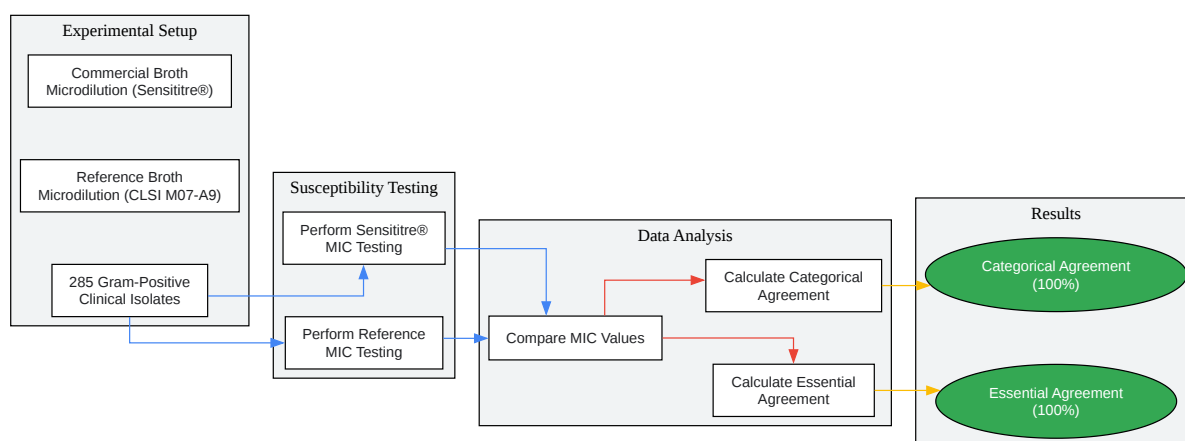 Experimental Setup
Commercial Broth
Microdilution (Sensititre®)
Reference Broth
Microdilution (CLSI M07-A9)
285 Gram-Positive
Clinical Isolates
Susceptibility Testing
Perform Sensititre®
MIC Testing
Perform Reference
MIC Testing
Data Analysis
Compare MIC Values
Calculate Categorical
Agreement
Calculate Essential
Agreement
Results
Categorical Agreement
(100%)
Essential Agreement
(100%)